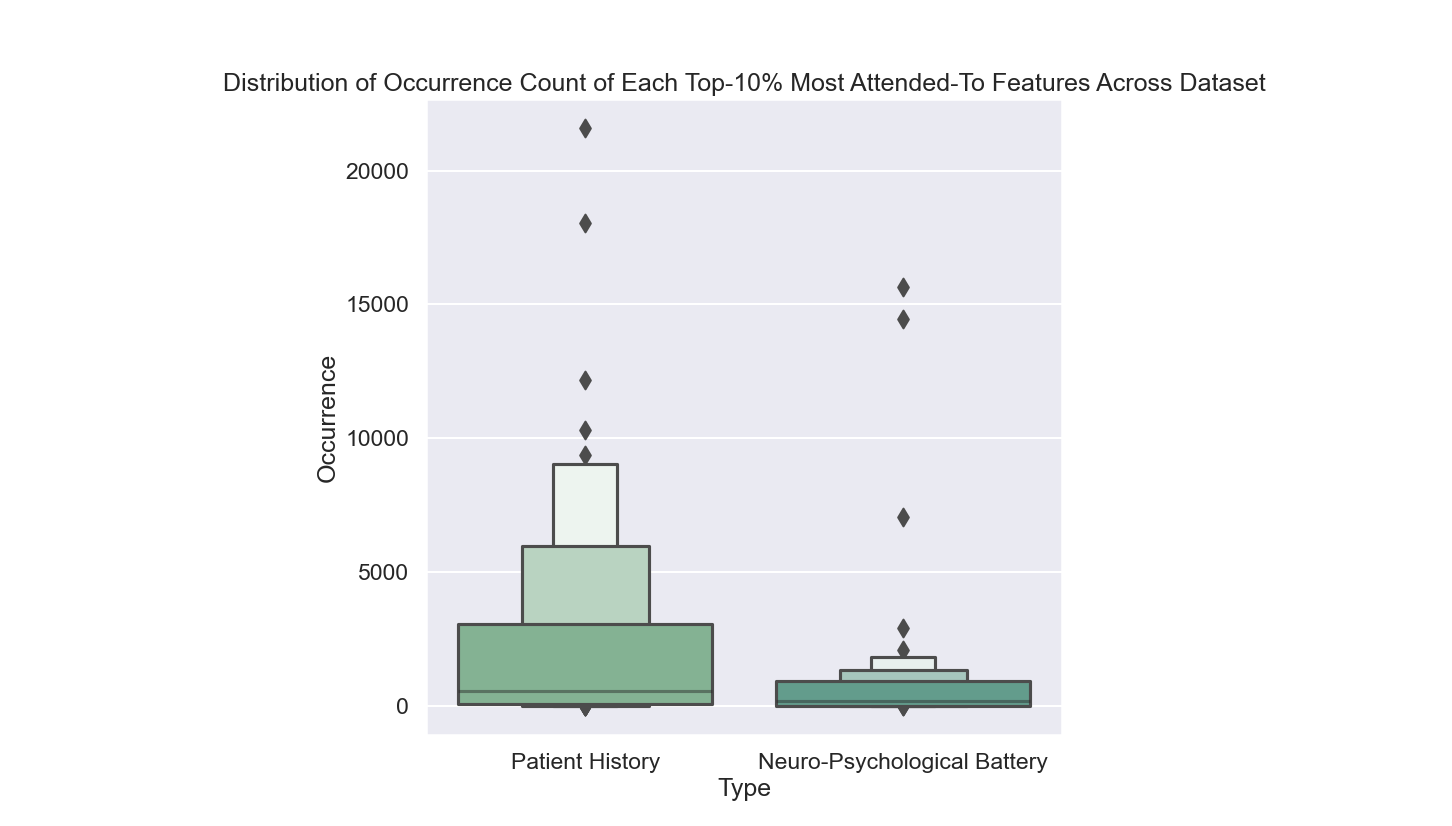 Distribution of Occurrence Count of Each Top-10% Most Attended-To Features Across Dataset
20000
15000
10000
5000
0
Occurrence
Patient History
Neuro-Psychological Battery
Type